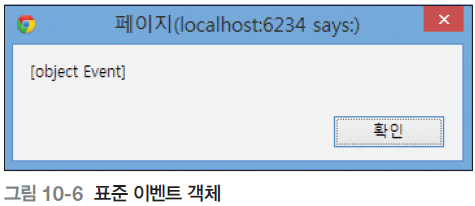 페이지(localhost:6234 says:)
[object Event]
확인
그림 10-6 표준 이벤트 객체